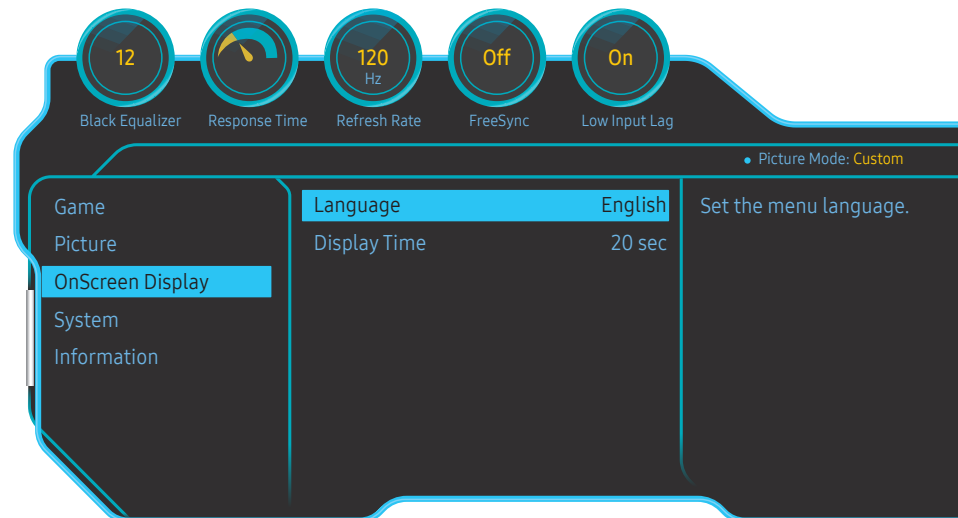 12
120
Hz
Off
On
Black Equalizer
Response Time
Refresh Rate
FreeSync
Low Input Lag
Picture Mode: Custom
Game
Picture
OnScreen Display
System
Information
Language English
Display Time 20 sec
Set the menu language.